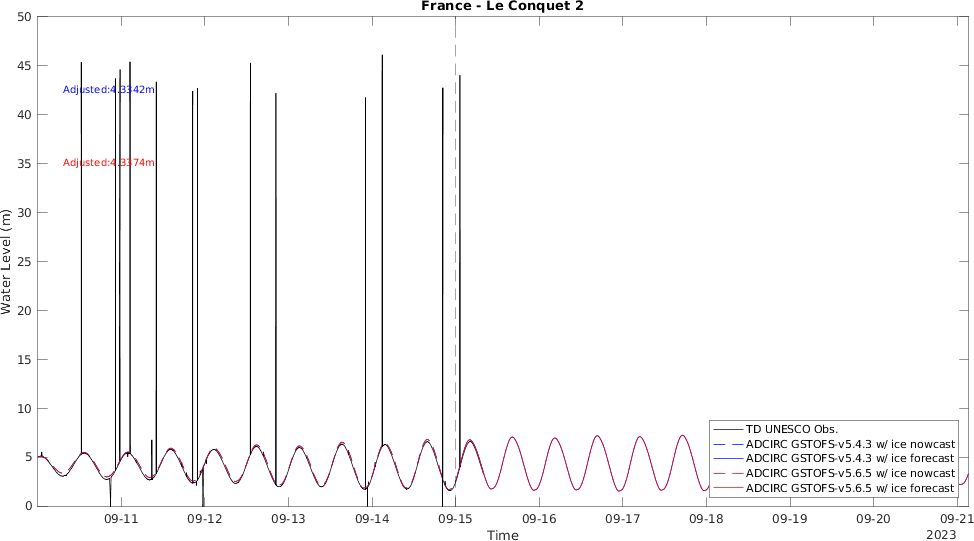 France - Le Conquet 2
50
45
40
35
30
25
20
15
10
5
0
Water Level (m)
Adjusted:4.3342m
Adjusted:4.3374m
TD UNESCO Obs.
ADCIRC GSTOFS-v5.4.3 w/ ice nowcast
ADCIRC GSTOFS-v5.4.3 w/ ice forecast
ADCIRC GSTOFS-v5.6.5 w/ ice nowcast
ADCIRC GSTOFS-v5.6.5 w/ ice forecast
09-11 09-12 09-13 09-14 09-15 09-16 09-17 09-18 09-19 09-20 09-21
Time
2023